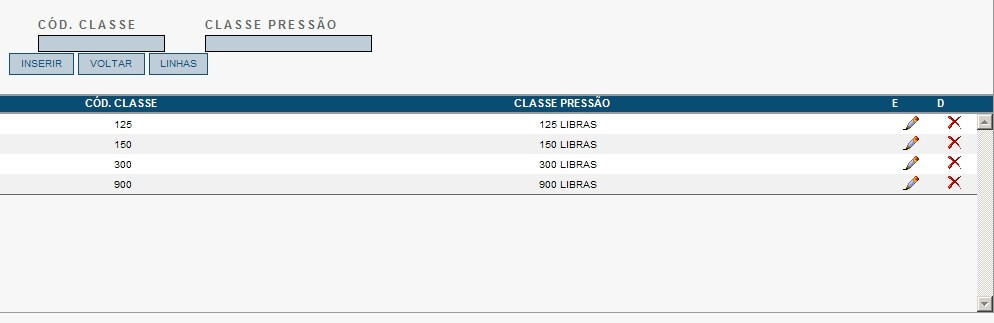 CÓD. CLASSE CLASSE PRESSÃO
INSERIR VOLTAR LINHAS
CÓD. CLASSE CLASSE PRESSÃO E D
125 125 LIBRAS
150 150 LIBRAS
300 300 LIBRAS
900 900 LIBRAS